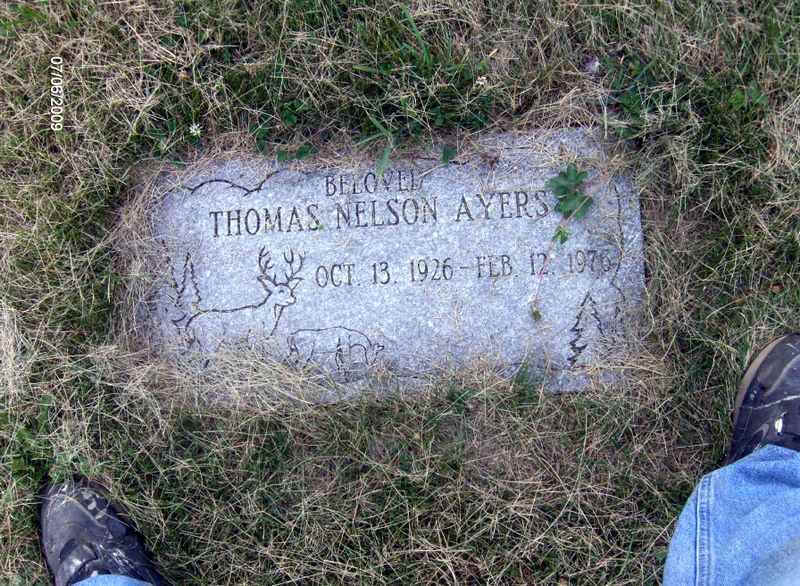 07/06/2009
BELOVED
THOMAS NELSON AYERS
OCT. 13. 1926 - FEB. 12. 1976